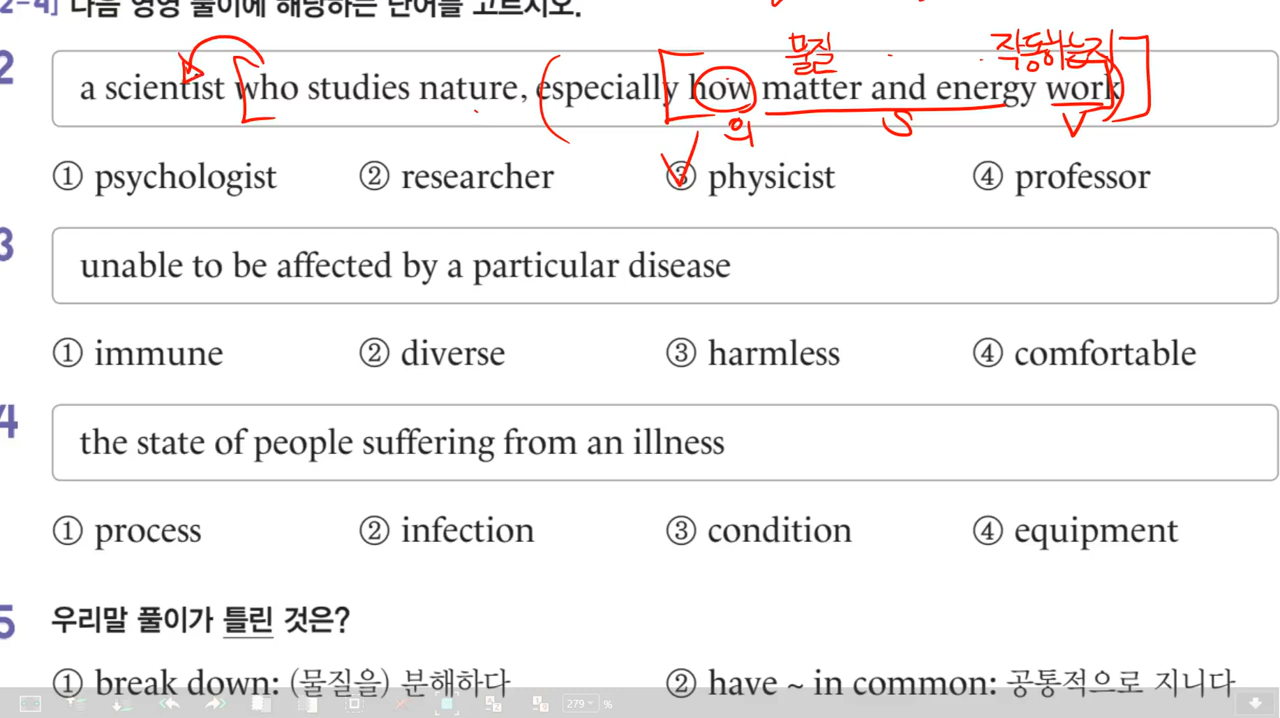 2-4] 다음 영영 풀이에 해당하는 단어를 고르시오.
물질 작동하는지
2 a scientist who studies nature, (especially how matter and energy work)
의 S V
① psychologist ② researcher ③ physicist ④ professor
3 unable to be affected by a particular disease
① immune ② diverse ③ harmless ④ comfortable
4 the state of people suffering from an illness
① process ② infection ③ condition ④ equipment
5 우리말 풀이가 틀린 것은?
① break down: (물질을) 분해하다 ② have ~ in common: 공통적으로 지니다
279 %